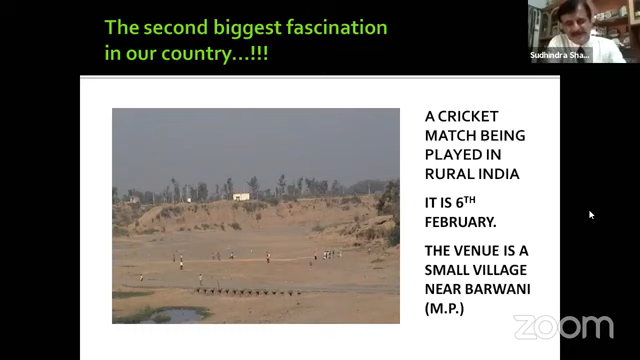 The second biggest fascination
in our country...!!!
Sudhindra Sha...
A CRICKET
MATCH BEING
PLAYED IN
RURAL INDIA
IT IS 6TH
FEBRUARY.
THE VENUE IS A
SMALL VILLAGE
NEAR BARWANI
(M.P.)
zoom